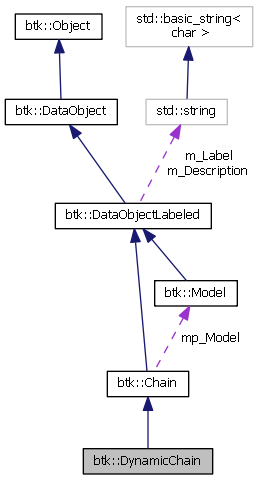 btk::Object
std::basic_string<
char >
btk::DataObject
std::string
m_Label
m_Description
btk::DataObjectLabeled
btk::Model
mp_Model
btk::Chain
btk::DynamicChain